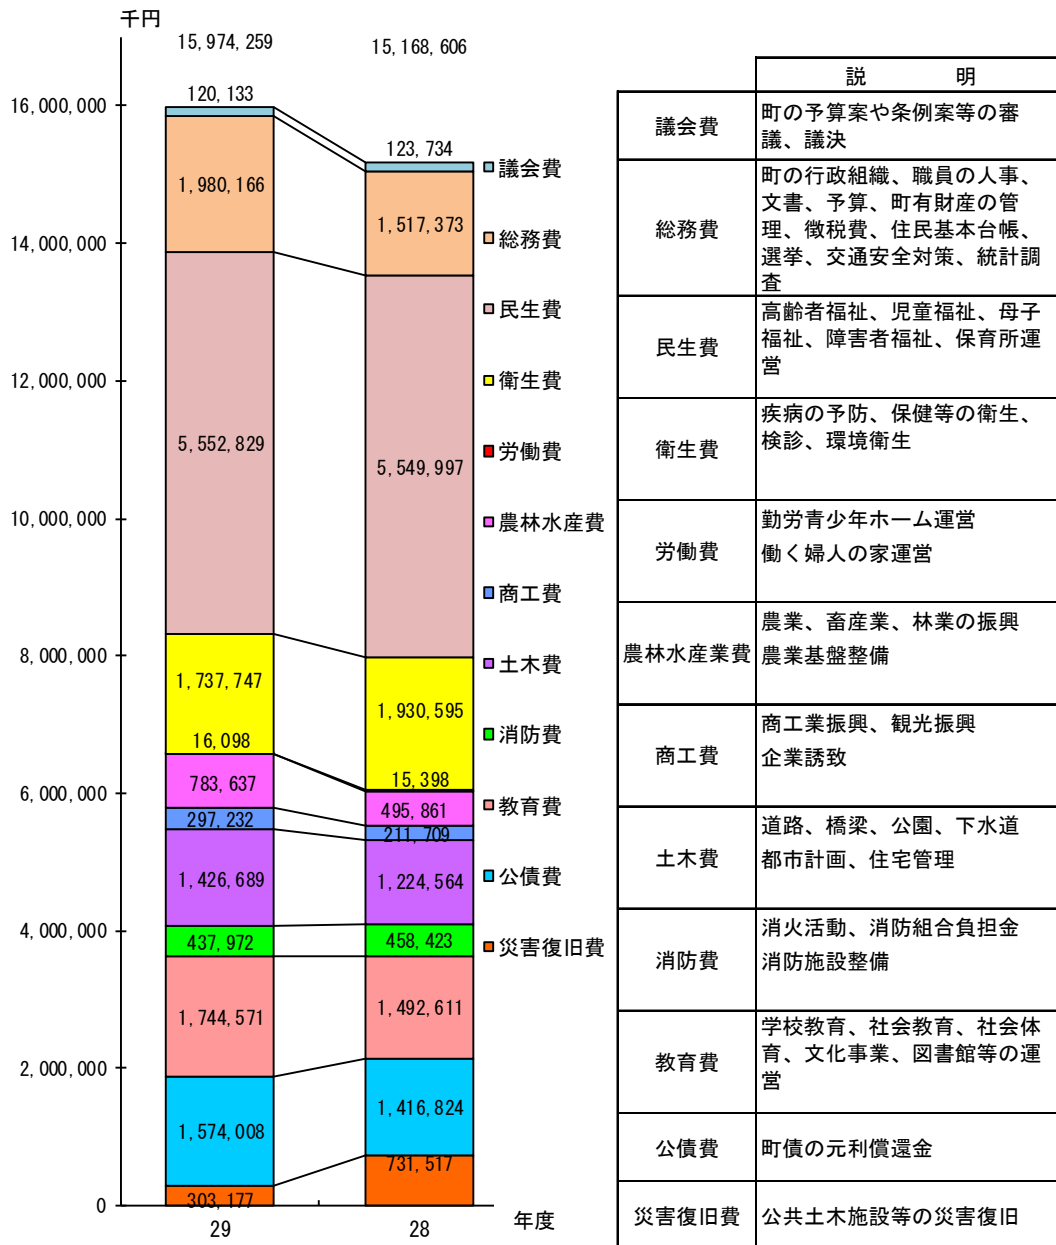 千円
15,974,259
15,168,606
16,000,000
14,000,000
12,000,000
10,000,000
8,000,000
6,000,000
4,000,000
2,000,000
0
120,133
1,980,166
5,552,829
1,737,747
16,098
783,637
297,232
1,426,689
437,972
1,744,571
1,574,008
303,177
29
123,734
1,517,373
5,549,997
1,930,595
15,398
495,861
211,709
1,224,564
458,423
1,492,611
1,416,824
731,517
28
年度
議会費
総務費
民生費
衛生費
労働費
農林水産費
商工費
土木費
消防費
教育費
公債費
災害復旧費
説 明
議会費
町の予算案や条例案等の審
議、議決
総務費
町の行政組織、職員の人事、
文書、予算、町有財産の管
理、徴税費、住民基本台帳、
選挙、交通安全対策、統計調
査
民生費
高齢者福祉、児童福祉、母子
福祉、障害者福祉、保育所運
営
衛生費
疾病の予防、保健等の衛生、
検診、環境衛生
労働費
勤労青少年ホーム運営
働く婦人の家運営
農林水産業費
農業、畜産業、林業の振興
農業基盤整備
商工費
商工業振興、観光振興
企業誘致
土木費
道路、橋梁、公園、下水道
都市計画、住宅管理
消防費
消火活動、消防組合負担金
消防施設整備
教育費
学校教育、社会教育、社会体
育、文化事業、図書館等の運
営
公債費
町債の元利償還金
災害復旧費
公共土木施設等の災害復旧